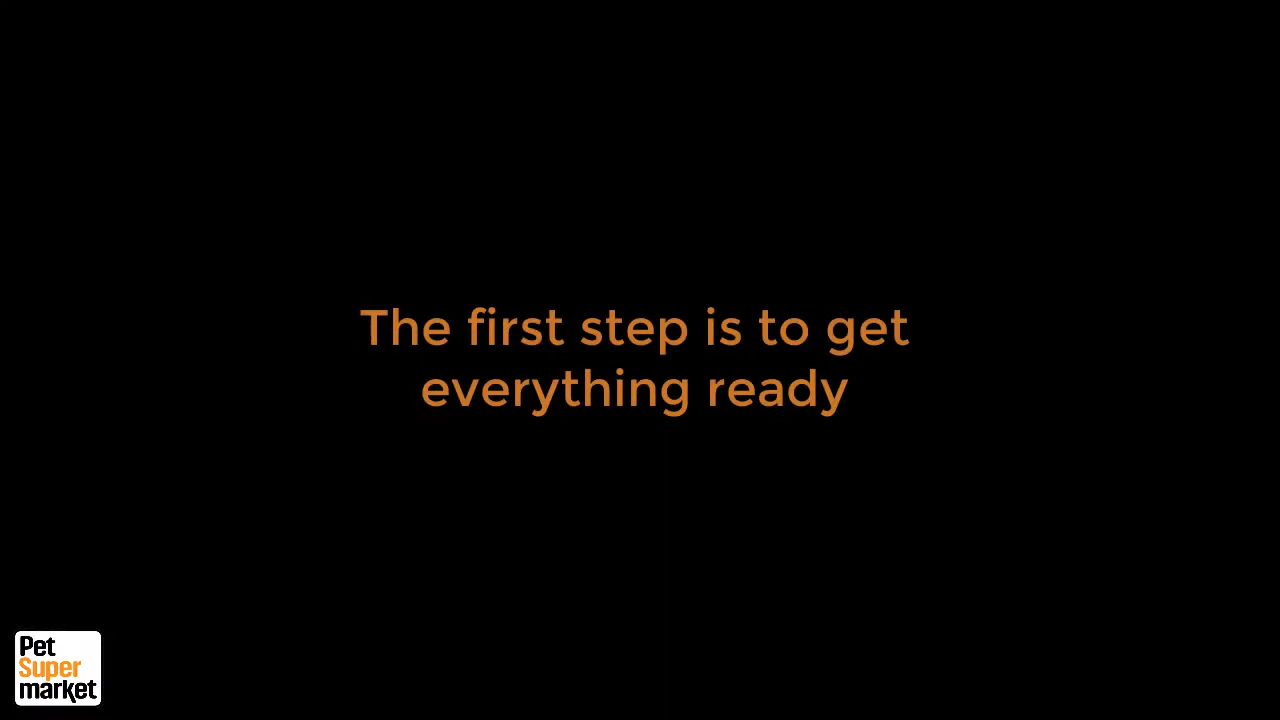 The first step is to get
everything ready
Pet
Super
market